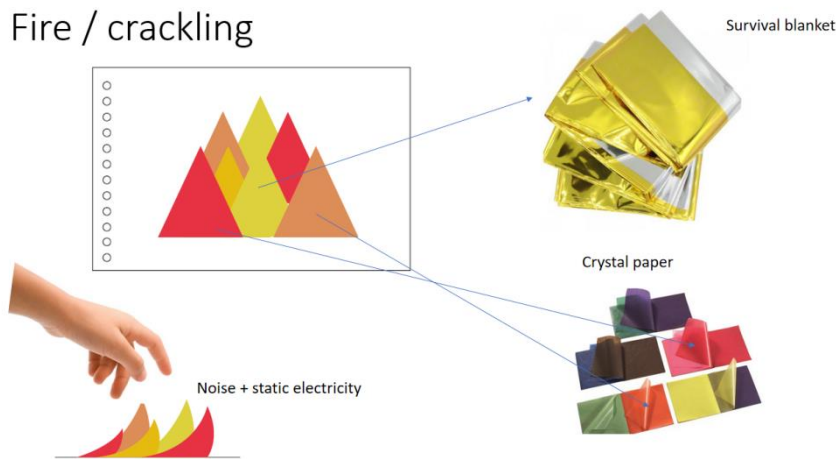 Fire / crackling
Survival blanket
Crystal paper
Noise + static electricity